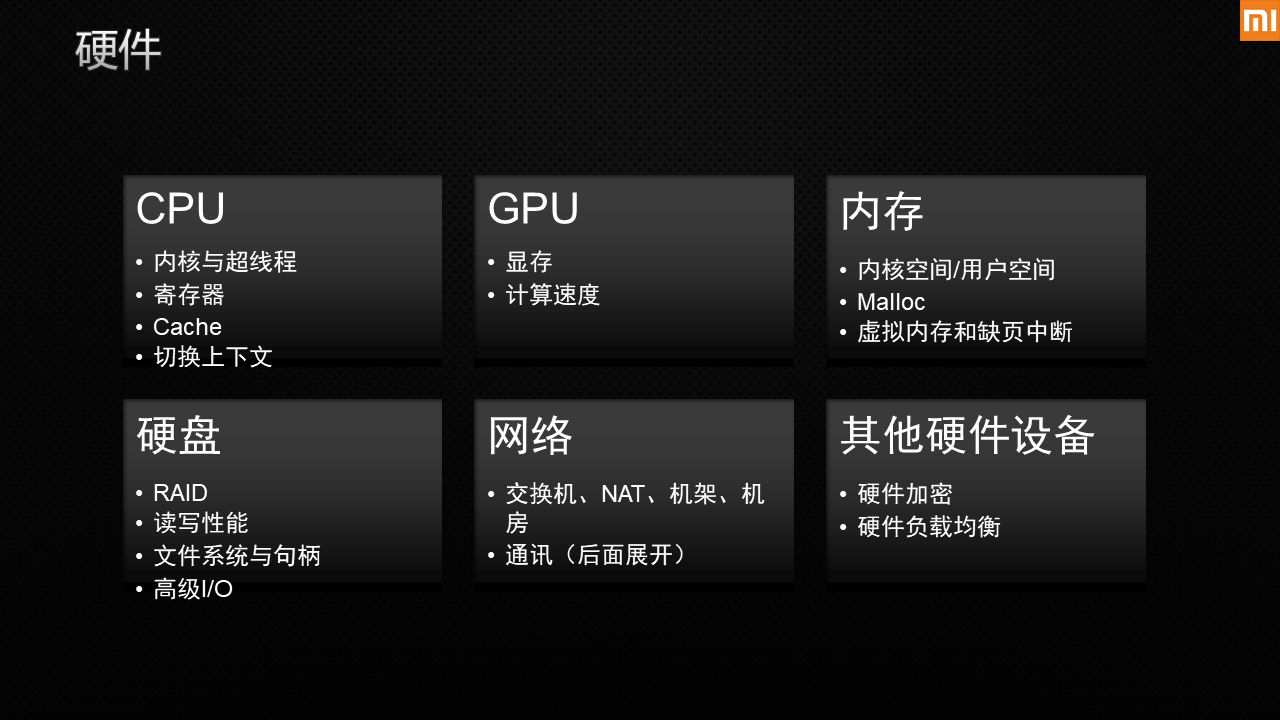 硬件
MI
CPU
• 内核与超线程
• 寄存器
• Cache
• 切换上下文
GPU
• 显存
• 计算速度
内存
• 内核空间/用户空间
• Malloc
• 虚拟内存和缺页中断
硬盘
• RAID
• 读写性能
• 文件系统与句柄
• 高级I/O
网络
• 交换机、NAT、机架、机
房
• 通讯（后面展开）
其他硬件设备
• 硬件加密
• 硬件负载均衡